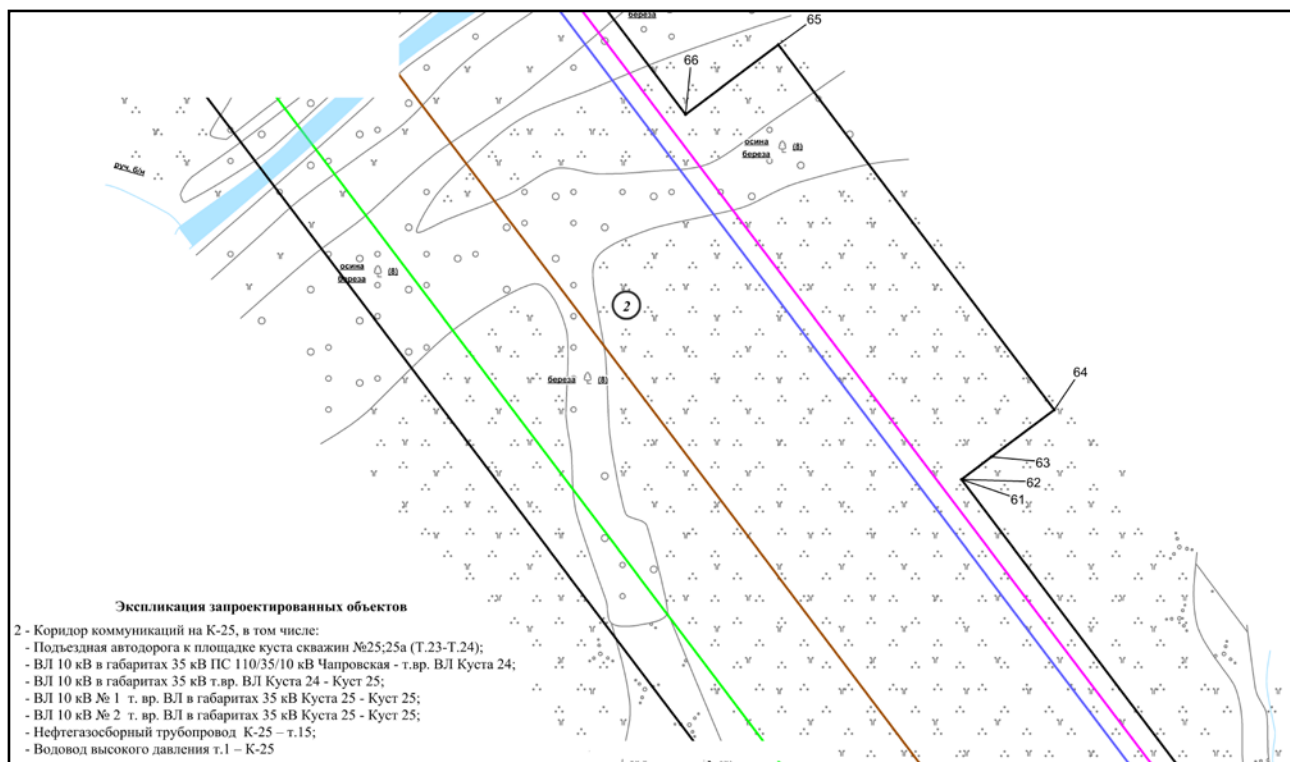 береза
65
66
осина
береза
(8)
руч. б/н
осина
береза
(8)
2
береза
(8)
64
63
62
61
Экспликация запроектированных объектов
2 - Коридор коммуникаций на К-25, в том числе:
- Подъездная автодорога к площадке куста скважин №25;25а (Т.23-Т.24);
- ВЛ 10 кВ в габаритах 35 кВ ПС 110/35/10 кВ Чапровская - т.вр. ВЛ Куста 24;
- ВЛ 10 кВ в габаритах 35 кВ т.вр. ВЛ Куста 24 - Куст 25;
- ВЛ 10 кВ № 1 т. вр. ВЛ в габаритах 35 кВ Куста 25 - Куст 25;
- ВЛ 10 кВ № 2 т. вр. ВЛ в габаритах 35 кВ Куста 25 - Куст 25;
- Нефтегазосборный трубопровод К-25 – т.15;
- Водовод высокого давления т.1 – К-25